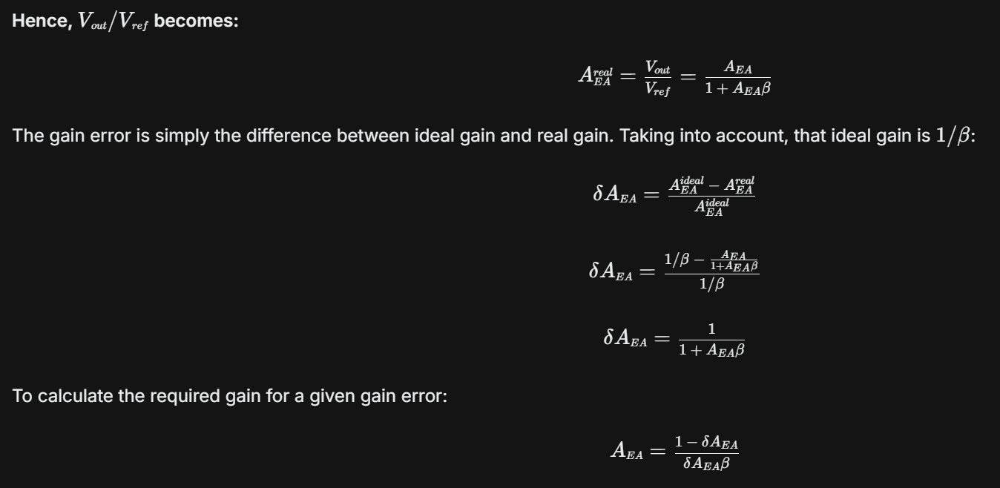 Hence, $V_{out}/V_{ref}$ becomes:
$A_{EA}^{real} = \frac{V_{out}}{V_{ref}} = \frac{A_{EA}}{1 + A_{EA}\beta}$
The gain error is simply the difference between ideal gain and real gain. Taking into account, that ideal gain is $1/\beta$:
$\delta A_{EA} = \frac{A_{EA}^{ideal} - A_{EA}^{real}}{A_{EA}^{ideal}}$
$\delta A_{EA} = \frac{1/\beta - \frac{A_{EA}}{1 + A_{EA}\beta}}{1/\beta}$
$\delta A_{EA} = \frac{1}{1 + A_{EA}\beta}$
To calculate the required gain for a given gain error:
$A_{EA} = \frac{1 - \delta A_{EA}}{\delta A_{EA}\beta}$